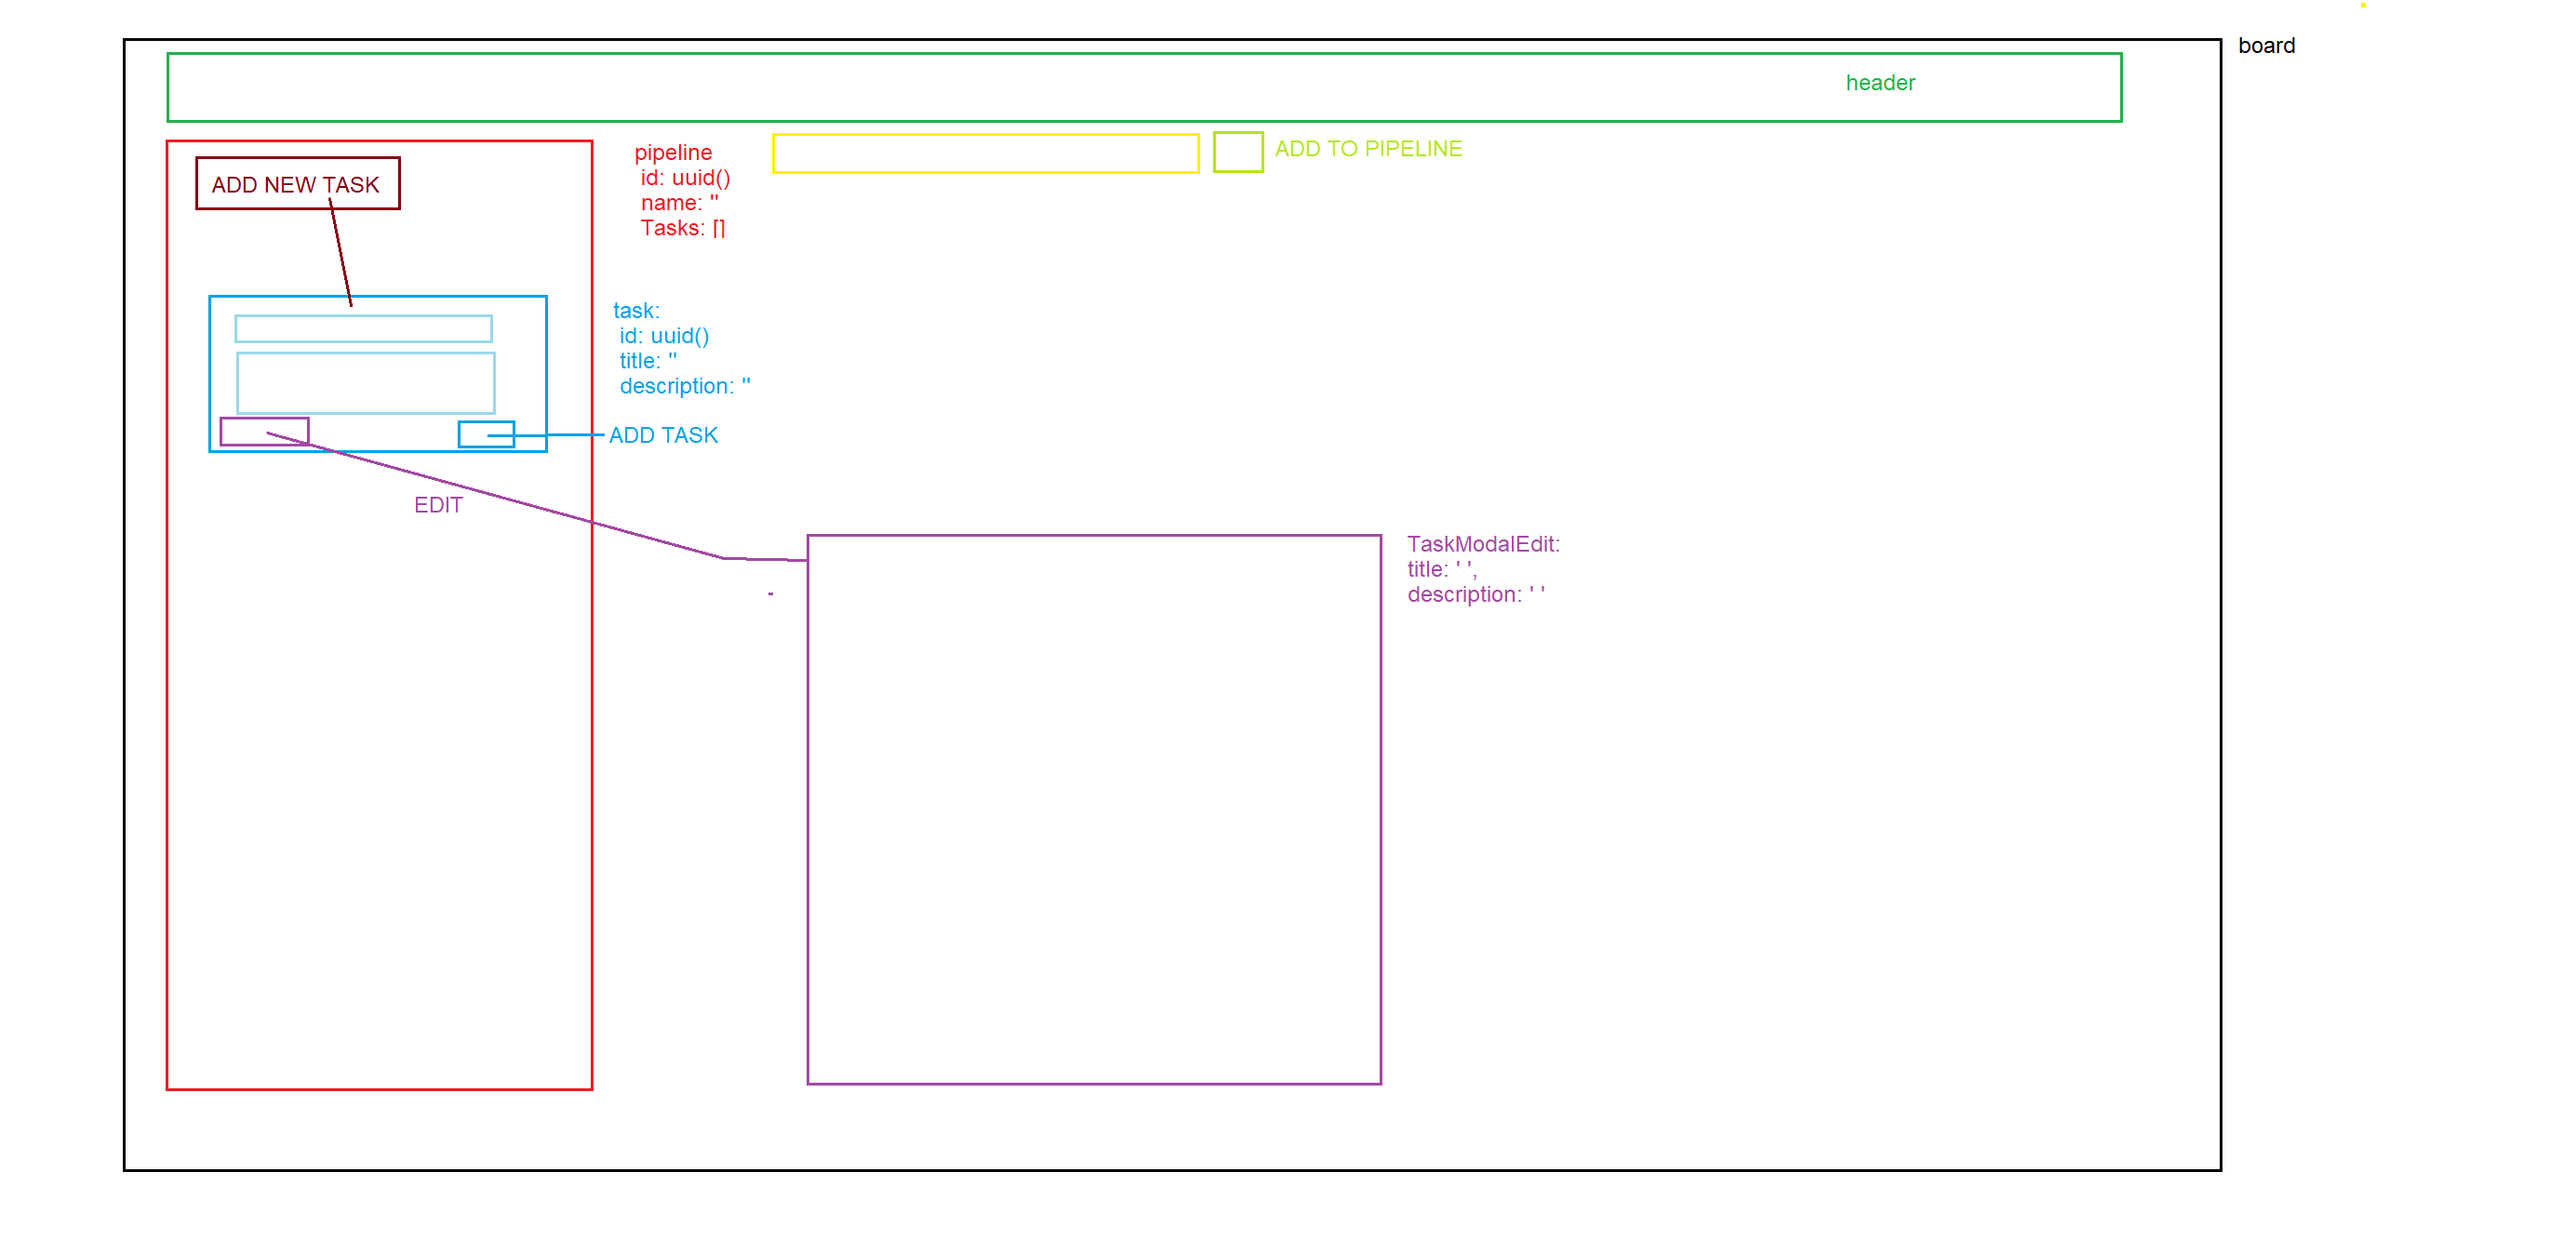 board
header
ADD NEW TASK
pipeline
id: uuid()
name: ''
Tasks: []
ADD TO PIPELINE
task:
id: uuid()
title: ''
description: ''
ADD TASK
EDIT
TaskModalEdit:
title: ' ',
description: ' '